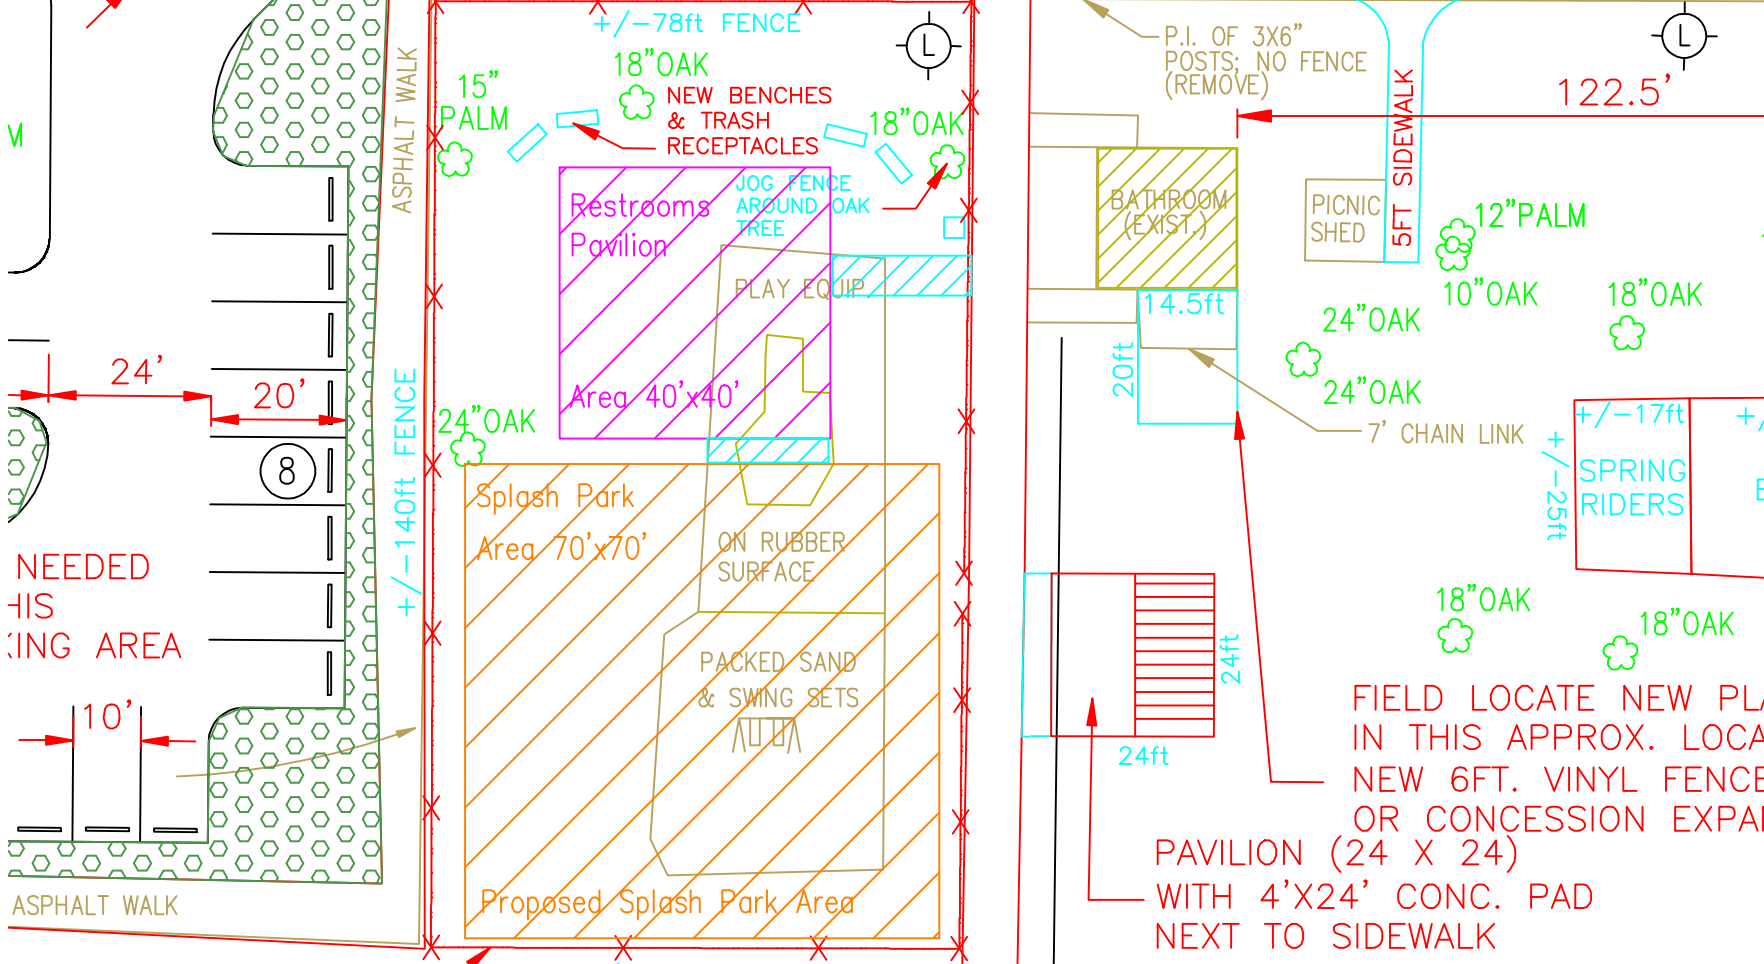 +/-78ft FENCE
L
15"
PALM
18"OAK
NEW BENCHES
& TRASH
RECEPTACLES
18"OAK
ASPHALT WALK
M
Restrooms
Pavilion
JOG FENCE
AROUND OAK
TREE
PLAY EQUIP.
Area 40'x40'
24"OAK
24'
20'
8
+/-140ft FENCE
NEEDED
HIS
KING AREA
10'
ASPHALT WALK
Splash Park
Area 70'x70'
ON RUBBER
SURFACE
PACKED SAND
& SWING SETS
Proposed Splash Park Area
P.I. OF 3X6"
POSTS; NO FENCE
(REMOVE)
5FT SIDEWALK
L
122.5'
BATHROOM
(EXIST.)
PICNIC
SHED
12"PALM
10"OAK
18"OAK
14.5ft
20ft
24"OAK
24"OAK
7' CHAIN LINK
+/-17ft
+/
+/-25ft
SPRING
RIDERS
18"OAK
18"OAK
24ft
24ft
FIELD LOCATE NEW PLA
IN THIS APPROX. LOCA
NEW 6FT. VINYL FENCE
OR CONCESSION EXPA
PAVILION (24 X 24)
WITH 4'X24' CONC. PAD
NEXT TO SIDEWALK